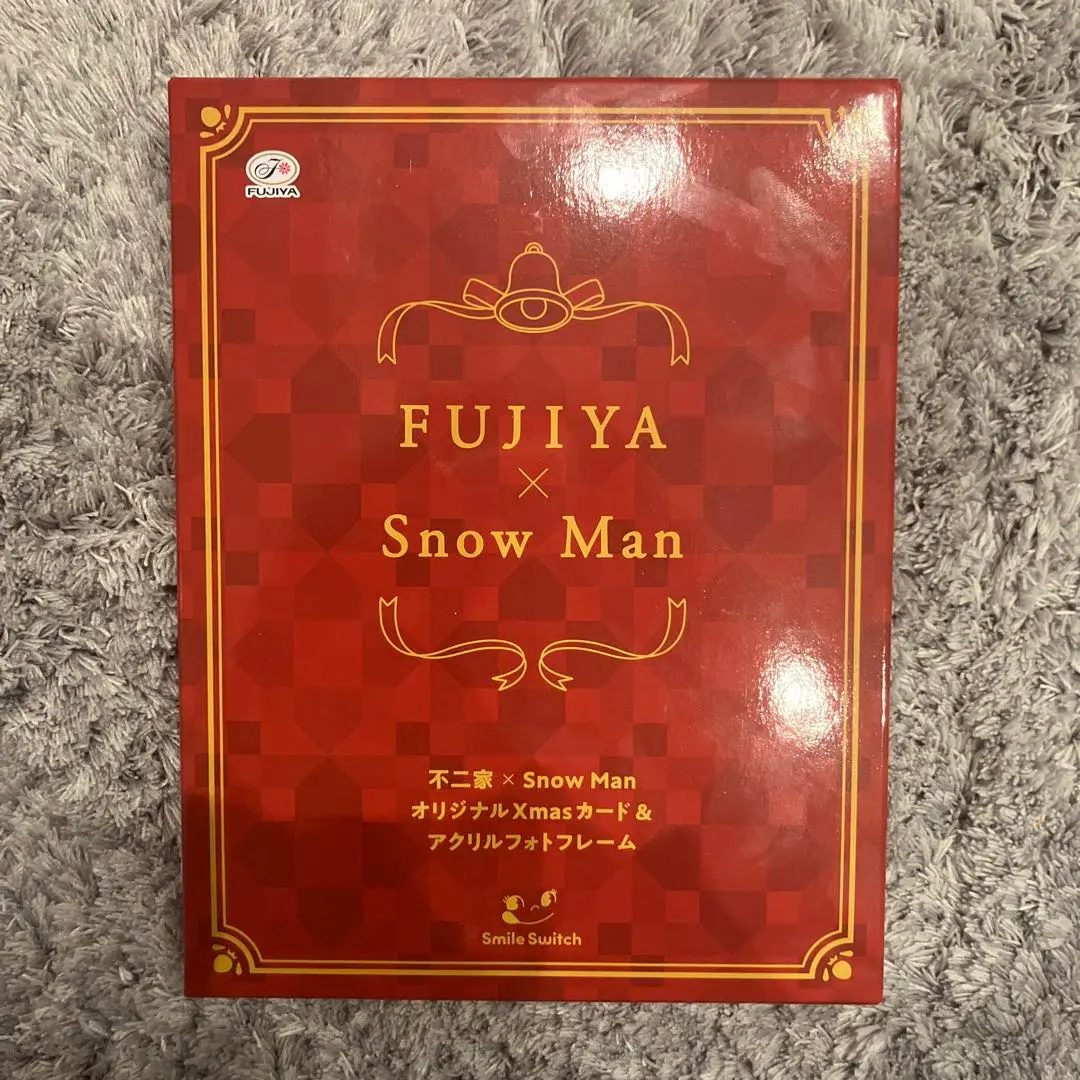 FUJIYA
FUJIYA
×
Snow Man
不二家 × Snow Man
オリジナルXmasカード&
アクリルフォトフレーム
Smile Switch